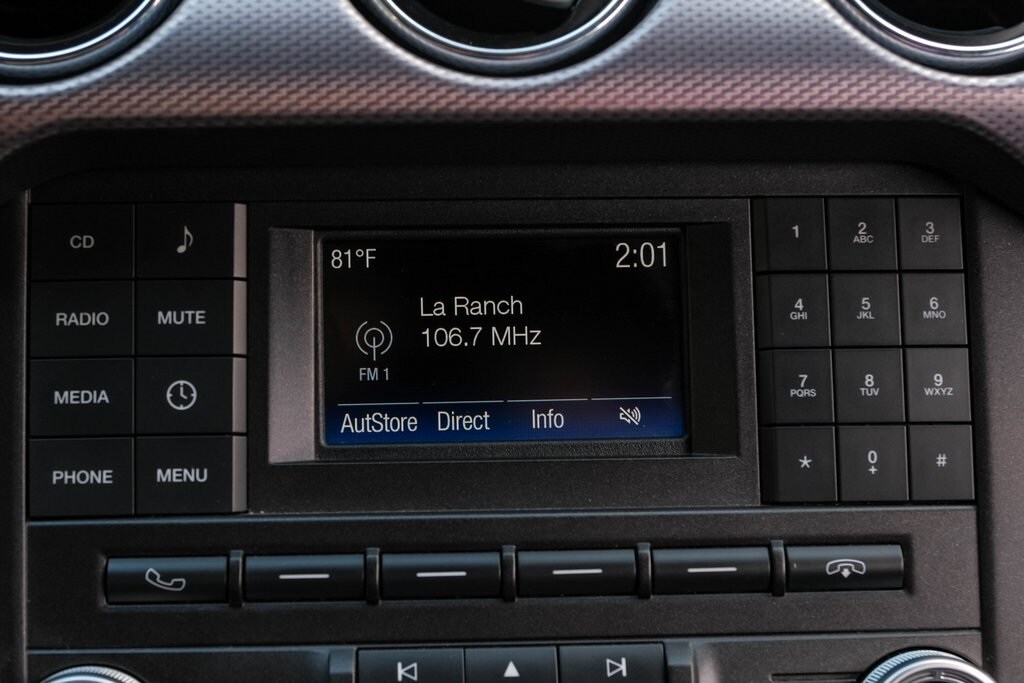 CD
RADIO
MUTE
MEDIA
PHONE
MENU
81°F
2:01
La Ranch
106.7 MHz
FM 1
AutStore Direct Info
1
2
ABC
3
DEF
4
GHI
5
JKL
6
MNO
7
PQRS
8
TUV
9
WXYZ
*
0
+
#